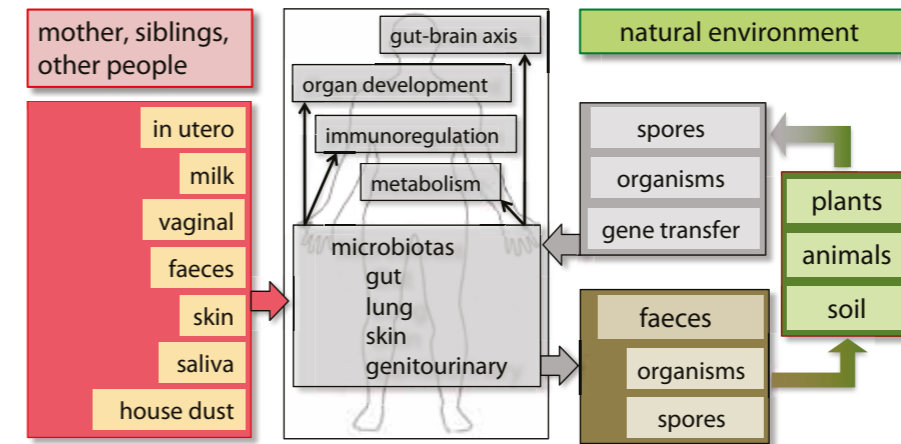 mother, siblings,
other people
in utero
milk
vaginal
faeces
skin
saliva
house dust
gut-brain axis
organ development
immunoregulation
metabolism
microbiotas
gut
lung
skin
genitourinary
natural environment
spores
organisms
gene transfer
plants
animals
soil
faeces
organisms
spores